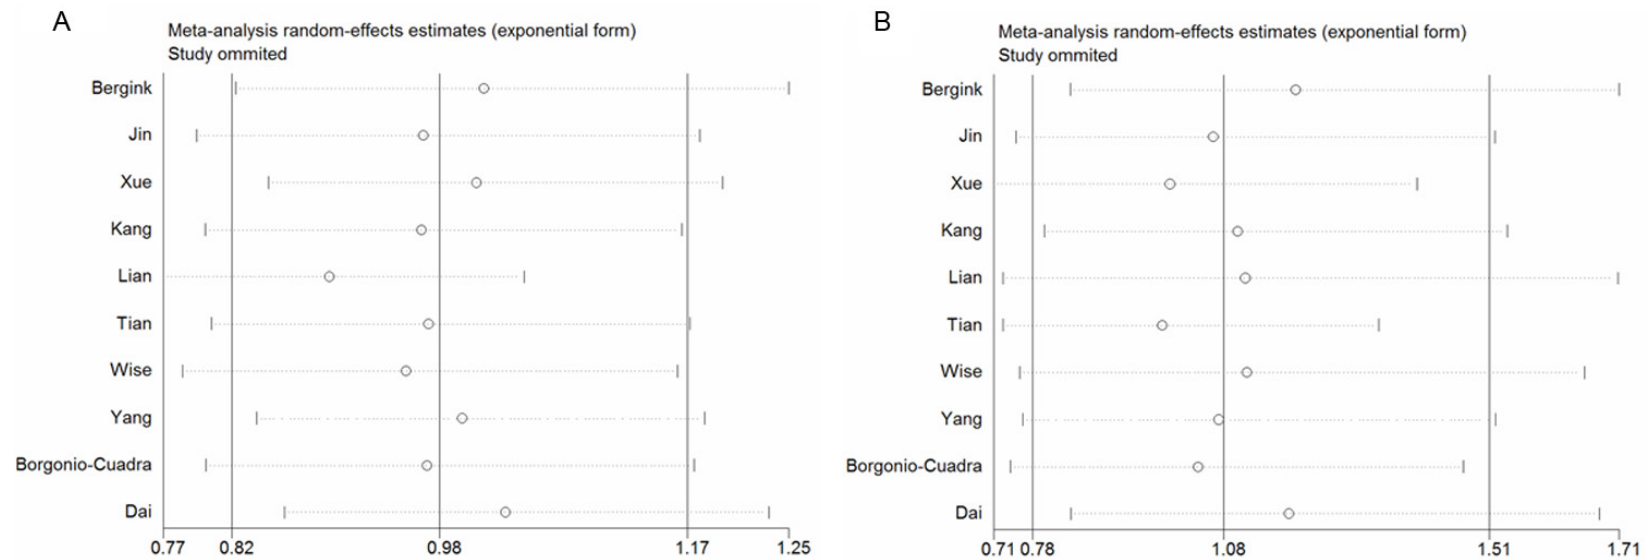 A
Meta-analysis random-effects estimates (exponential form)
Study ommited
Bergink
Jin
Xue
Kang
Lian
Tian
Wise
Yang
Borgonio-Cuadra
Dai
0.77 0.82 0.98 1.17 1.25
B
Meta-analysis random-effects estimates (exponential form)
Study ommited
Bergink
Jin
Xue
Kang
Lian
Tian
Wise
Yang
Borgonio-Cuadra
Dai
0.71 0.78 1.08 1.51 1.71